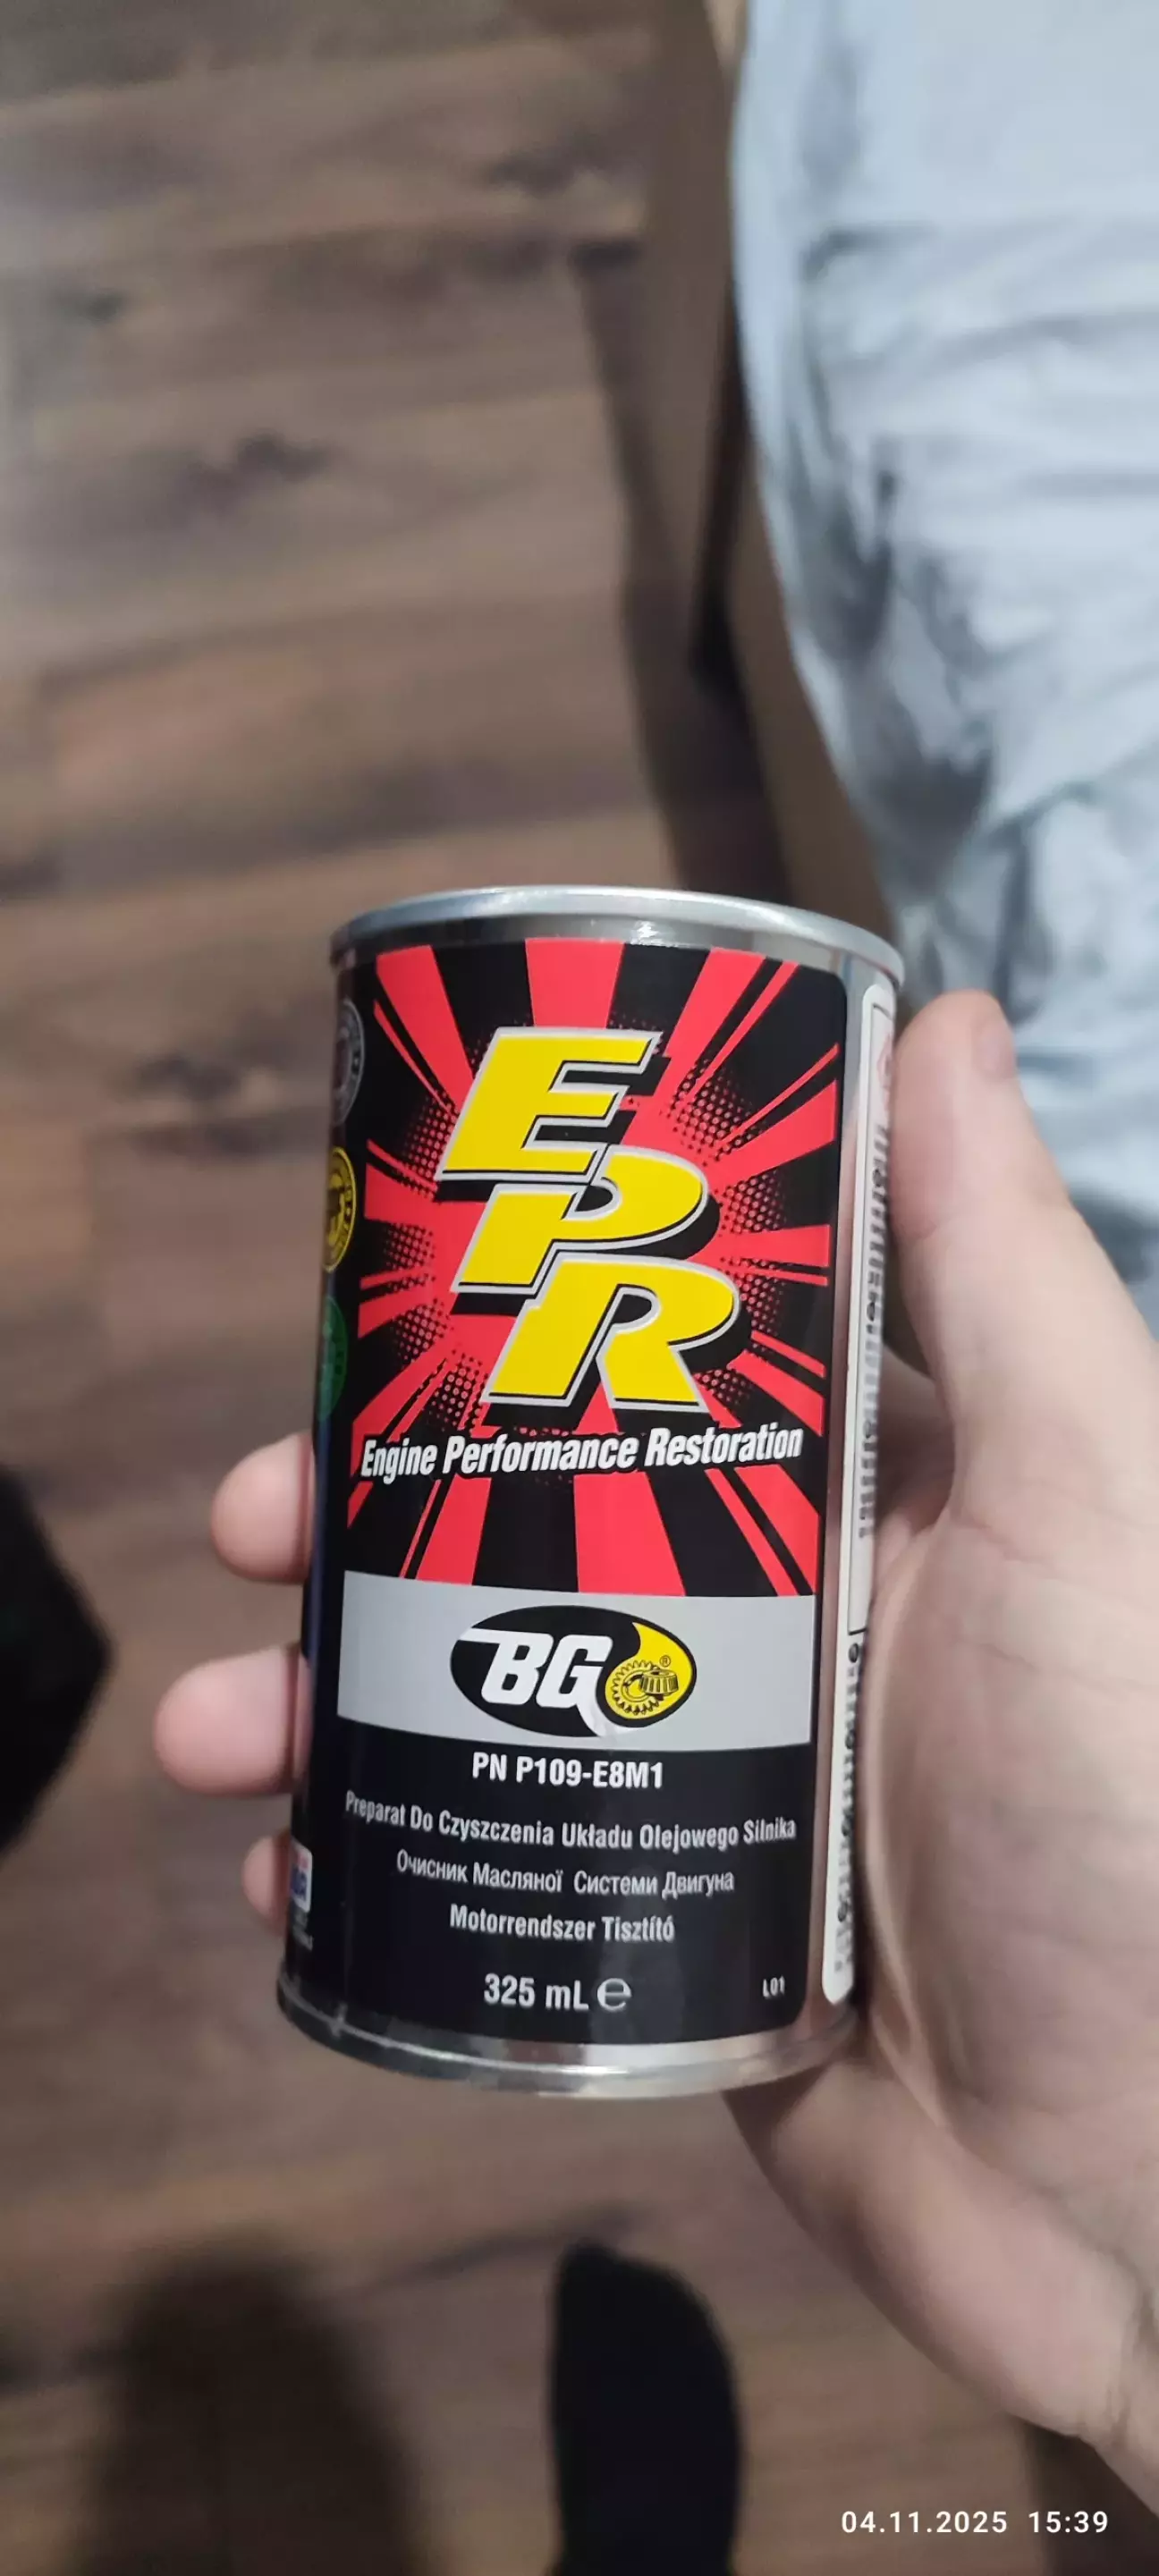 EPR
Engine Performance Restoration
BG®
PN P109-E8M1
Preparat Do Czyszczenia Układu Olejowego Silnika
Очисник Масляної Системи Двигуна
Motorrendszer Tisztító
325 mL ℮
L01
04.11.2025 15:39